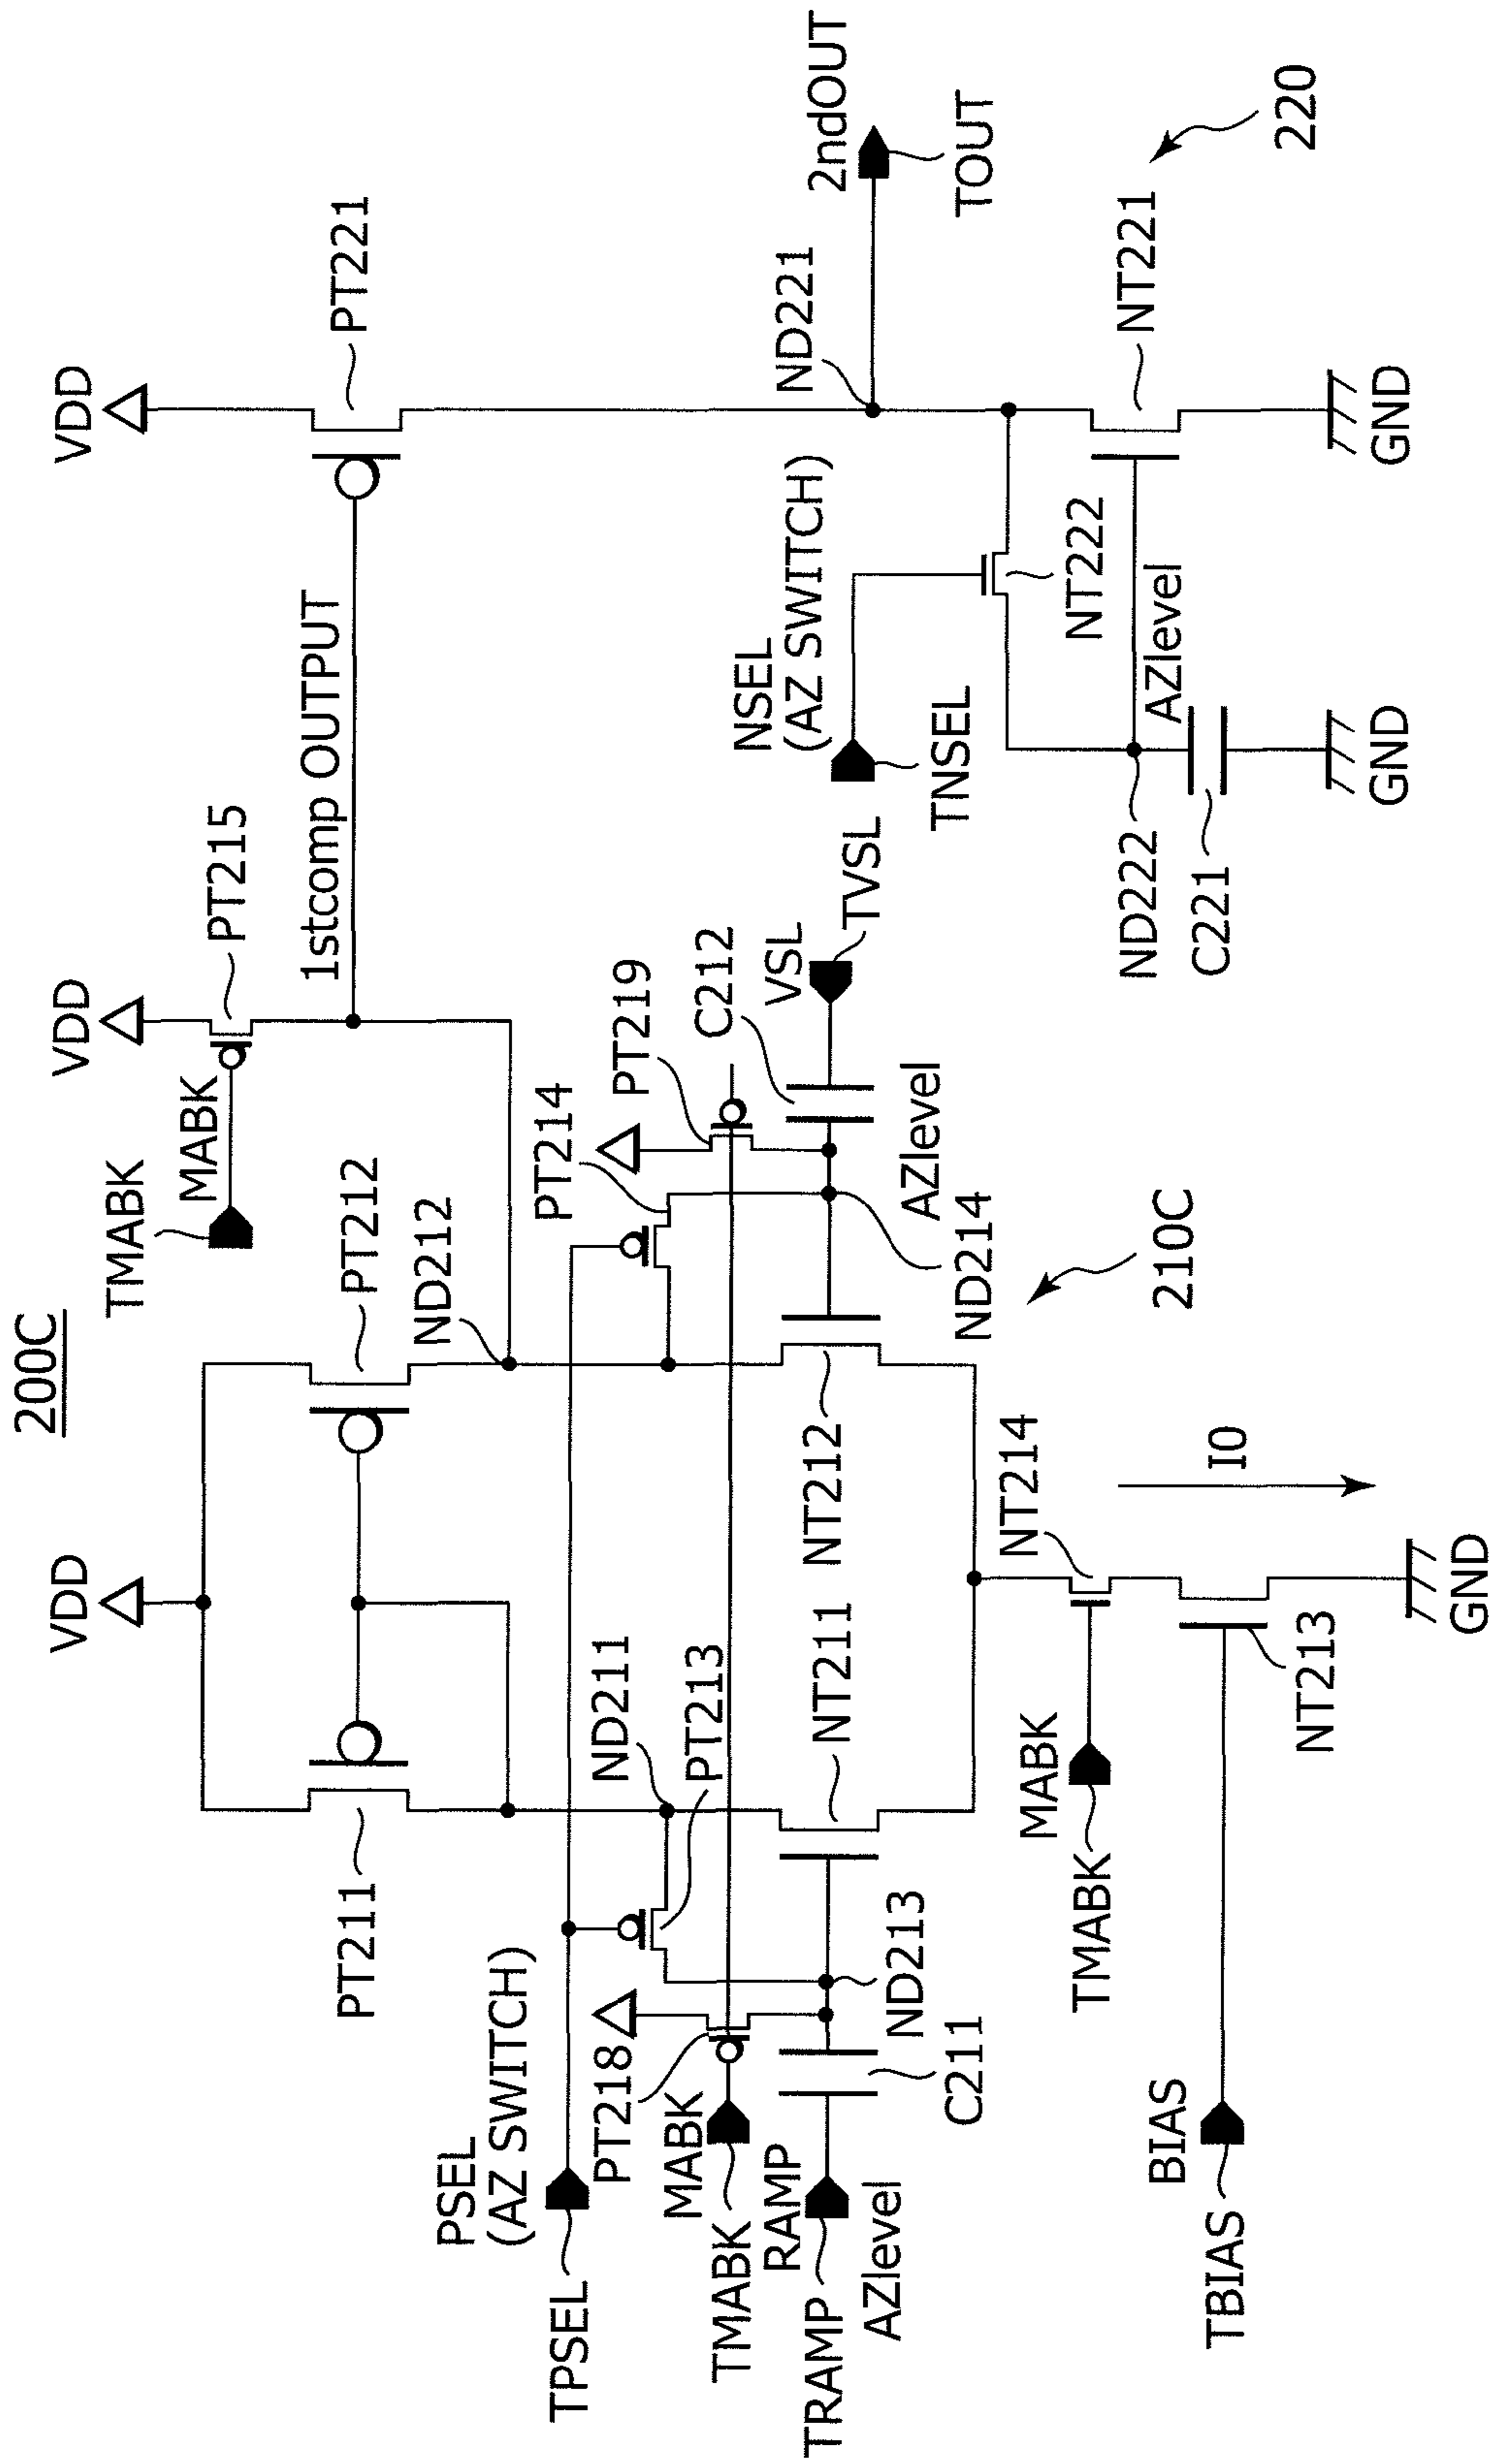 200C
VDD
VDD
VDD
TMABK
MABK
PT215
PT211
PT212
PT221
1stcomp OUTPUT
ND212
PSEL
(AZ SWITCH)
TPSEL
ND211
PT213
PT214
PT219
PT218
MABK
TMABK
C212
VSL
TVSL
NSEL
(AZ SWITCH)
TNSEL
ND221
2ndOUT
TOUT
RAMP
TRAMP
AZlevel
ND213
C211
NT211
NT212
AZlevel
ND214
210C
NT222
AZlevel
NT221
220
ND222
C221
GND
GND
NT214
I0
MABK
TMABK
BIAS
TBIAS
NT213
GND